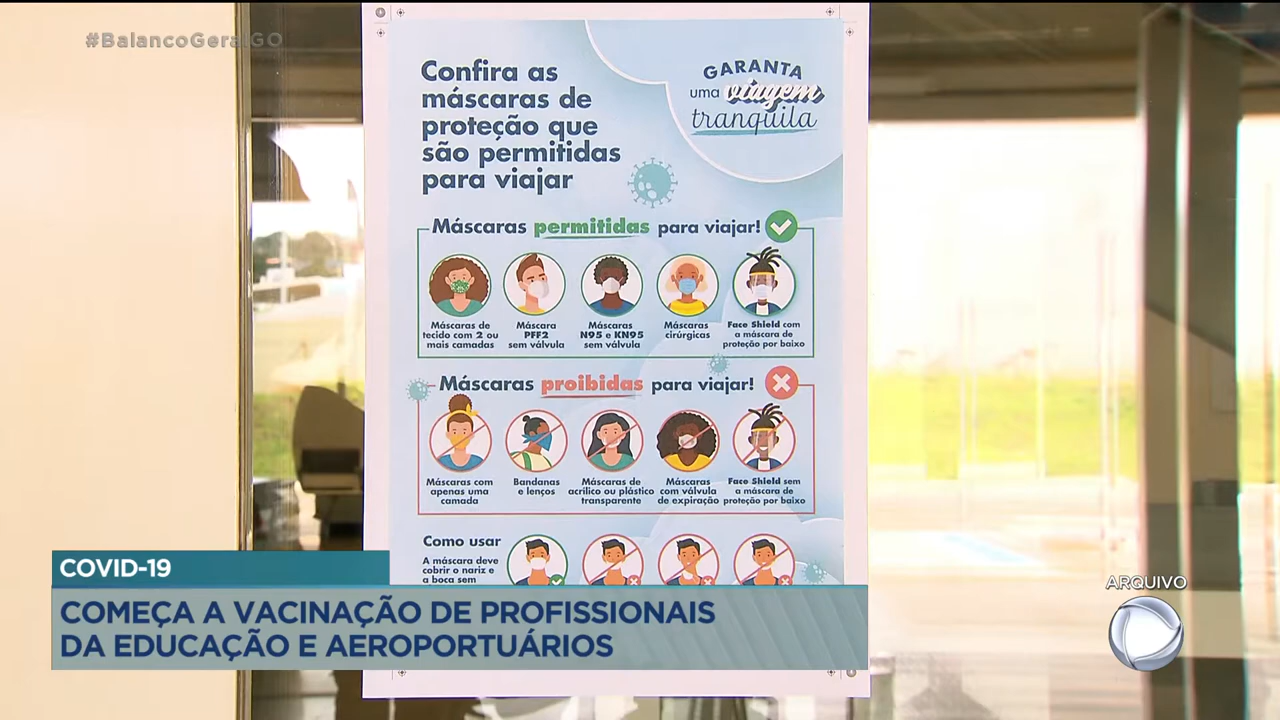 #BalancoGeralGO
Confira as
máscaras de
proteção que
são permitidas
para viajar
GARANTA
uma viagem
tranquila
Máscaras permitidas para viajar!
Máscaras de
tecido com 2 ou
mais camadas
Máscara
PFF2
sem válvula
Máscaras
N95 e KN95
sem válvula
Máscaras
cirúrgicas
Face Shield com
a máscara de
proteção por baixo
Máscaras proibidas para viajar!
Máscaras com
apenas uma
camada
Bandanas
e lenços
Máscaras de
acrílico ou plástico
transparente
Máscaras
com válvula
de expiração
Face Shield sem
a máscara de
proteção por baixo
Como usar
A máscara deve
cobrir o nariz e
a boca sem
COVID-19
COMEÇA A VACINAÇÃO DE PROFISSIONAIS
DA EDUCAÇÃO E AEROPORTUÁRIOS
ARQUIVO